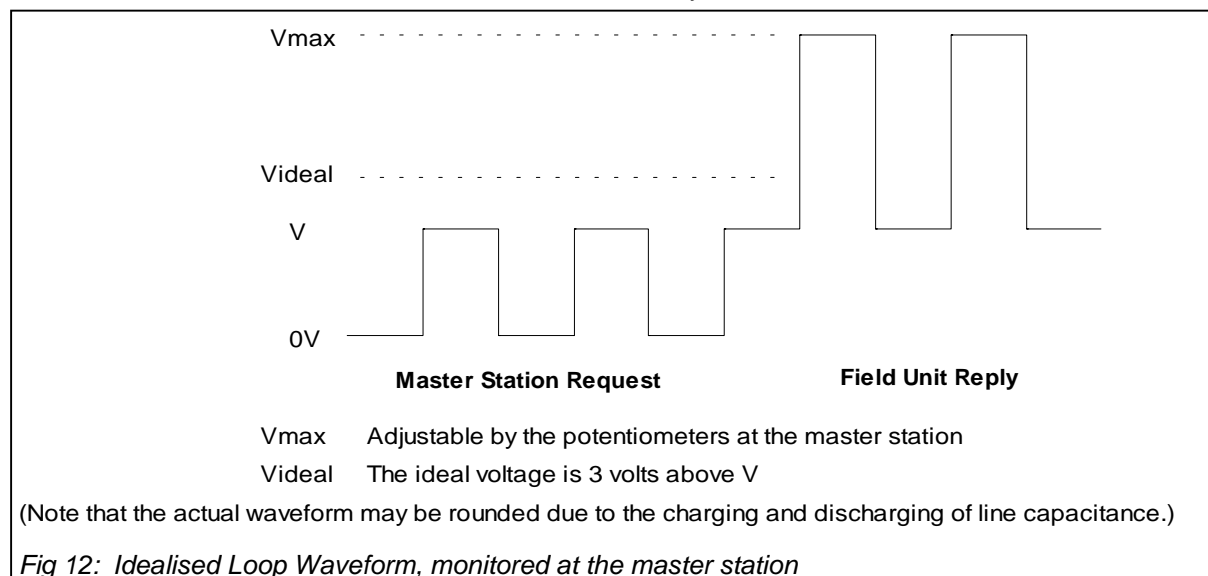 Vmax
Videal
V
0V
Master Station Request Field Unit Reply
Vmax Adjustable by the potentiometers at the master station
Videal The ideal voltage is 3 volts above V
(Note that the actual waveform may be rounded due to the charging and discharging of line capacitance.)
Fig 12: Idealised Loop Waveform, monitored at the master station